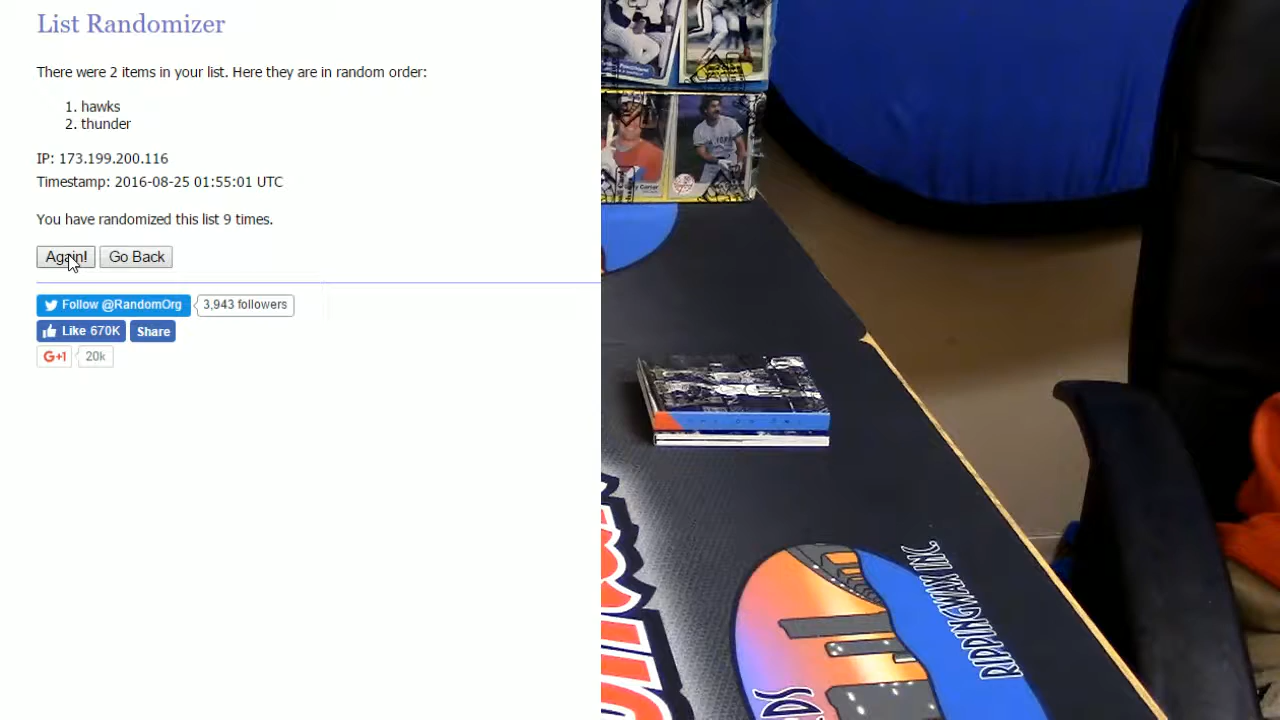 List Randomizer
There were 2 items in your list. Here they are in random order:
1. hawks
2. thunder
IP: 173.199.200.116
Timestamp: 2016-08-25 01:55:01 UTC
You have randomized this list 9 times.
Again! Go Back
Follow @RandomOrg 3,943 followers
Like 670K Share
G+1 20k
Carter
RIPPINGWAX INC.